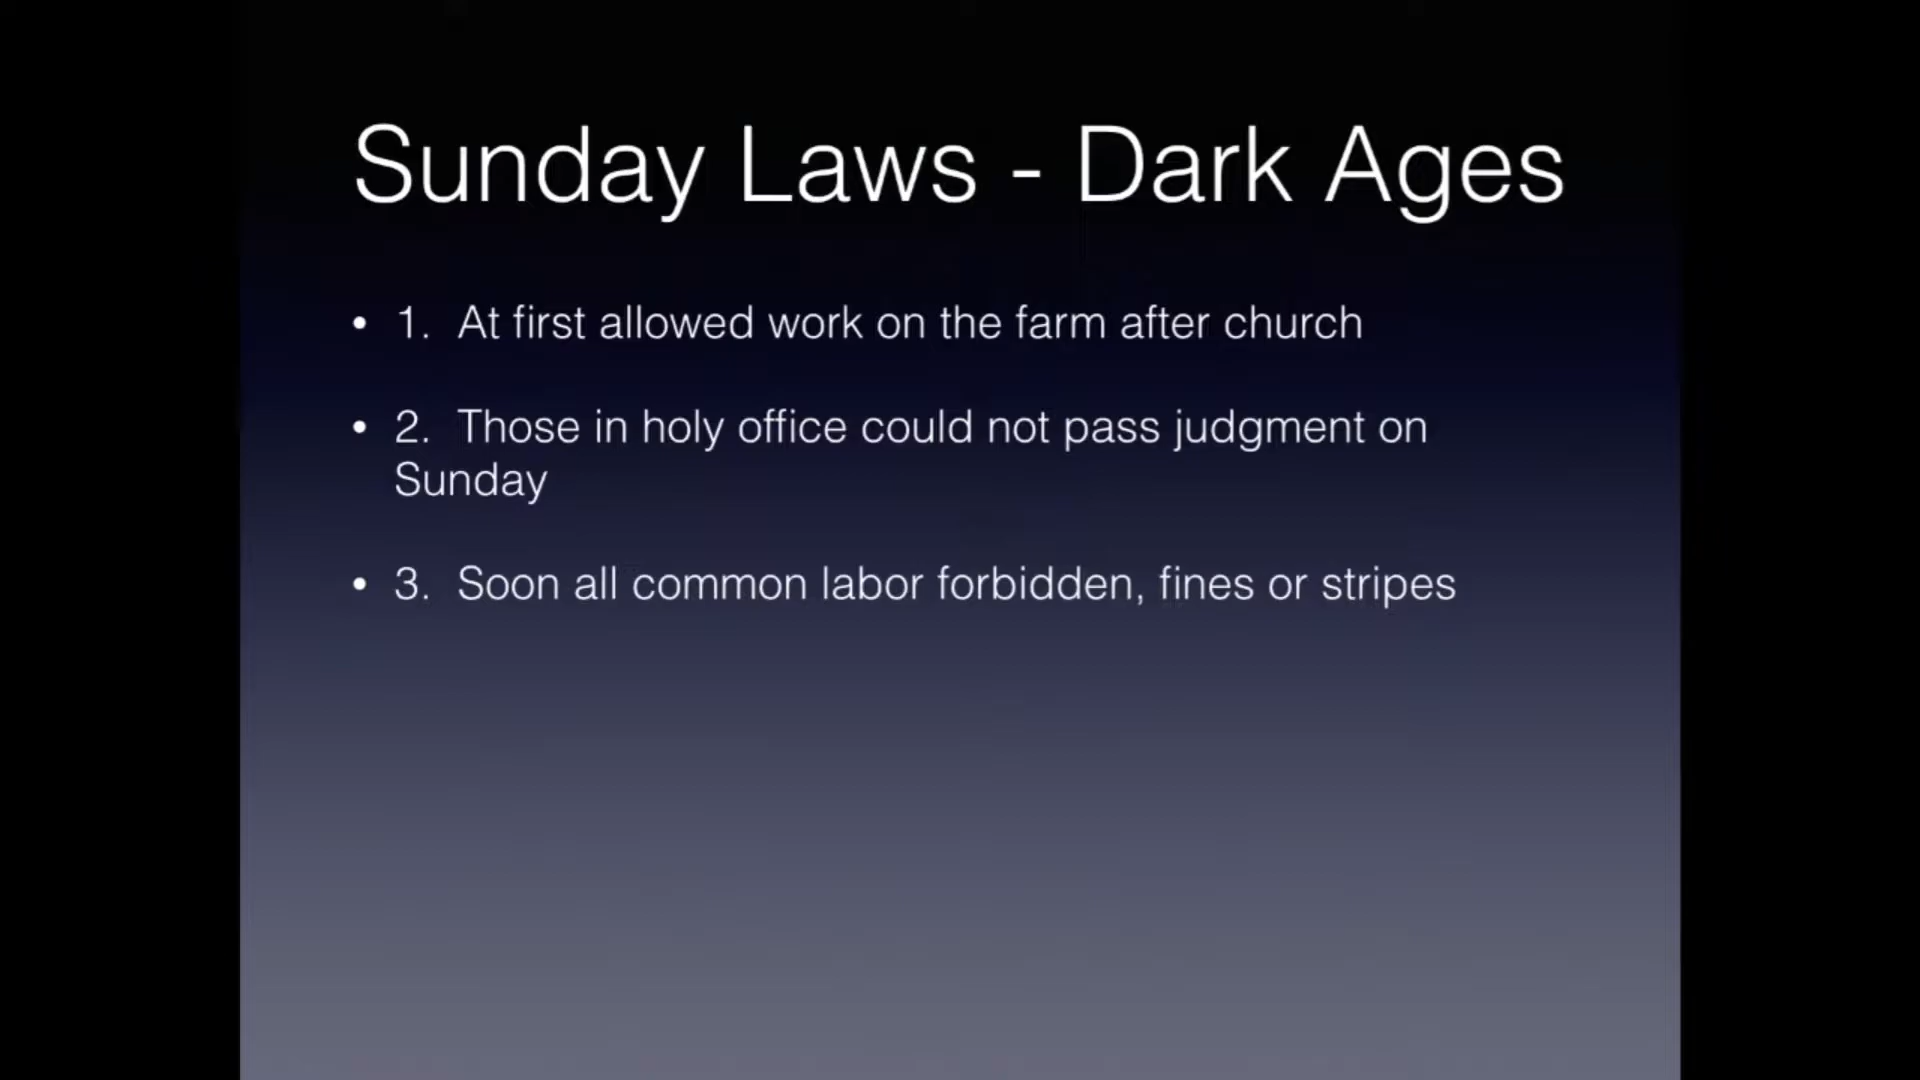 Sunday Laws - Dark Ages
• 1. At first allowed work on the farm after church
• 2. Those in holy office could not pass judgment on
Sunday
• 3. Soon all common labor forbidden, fines or stripes